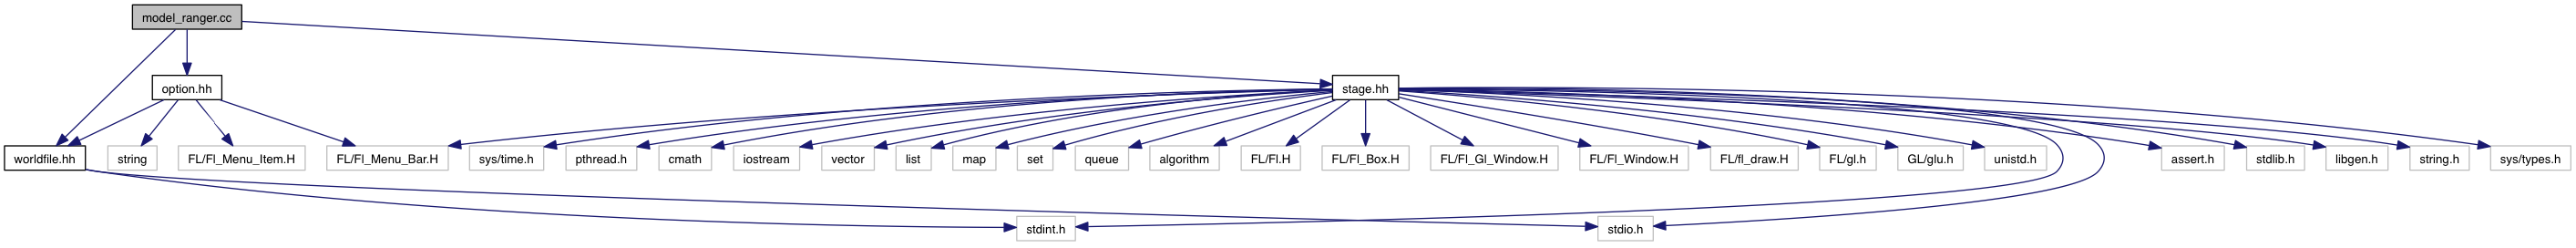 model_ranger.cc
option.hh
stage.hh
worldfile.hh
string
FL/Fl_Menu_Item.H
FL/Fl_Menu_Bar.H
sys/time.h
pthread.h
cmath
iostream
vector
list
map
set
queue
algorithm
FL/Fl.H
FL/Fl_Box.H
FL/Fl_Gl_Window.H
FL/Fl_Window.H
FL/fl_draw.H
FL/gl.h
GL/glu.h
unistd.h
assert.h
stdlib.h
libgen.h
string.h
sys/types.h
stdint.h
stdio.h